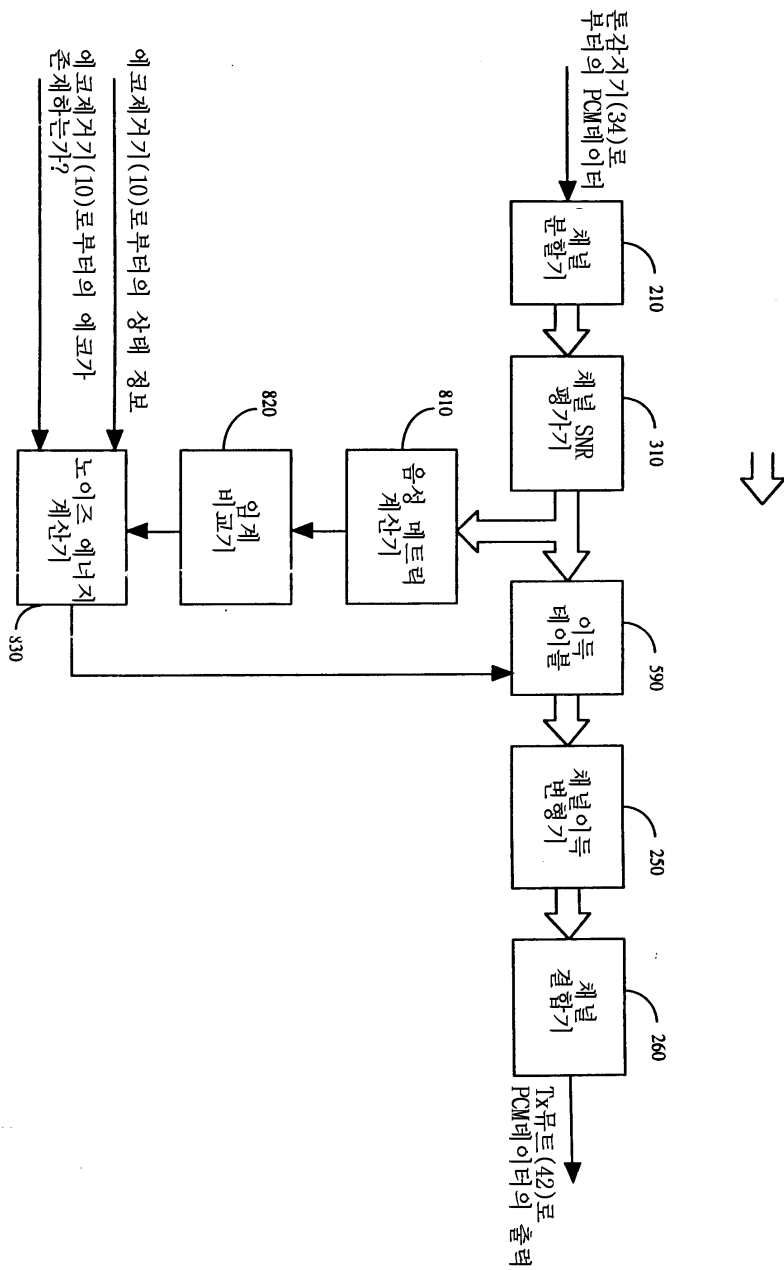 톤감지기(34)로
부터의 PCM데이터
채널
분할기
210
채널 SNR
평가기
310
이득
테이블
590
채널이득
변형기
250
채널
결합기
260
Tx뮤트(42)로
PCM데이터의 출력
음성 메트릭
계산기
810
임계
비교기
820
에코제거기(10)로부터의 상태 정보
에코제거기(10)로부터의 에코가
존재하는가?
노이즈 에너지
계산기
830